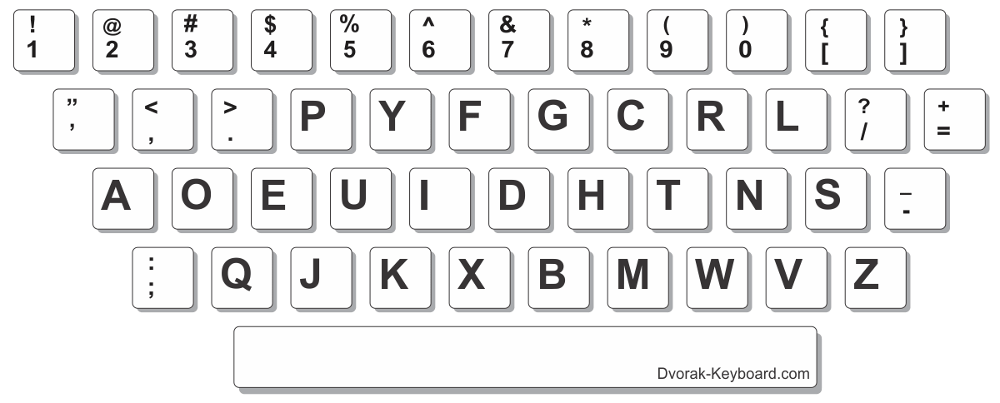 ! @ # $ % ^ & * ( ) { }
1 2 3 4 5 6 7 8 9 0 [ ]
” < > P Y F G C R L ? +
, , . / =
A O E U I D H T N S _
-
: Q J K X B M W V Z
;
Dvorak-Keyboard.com